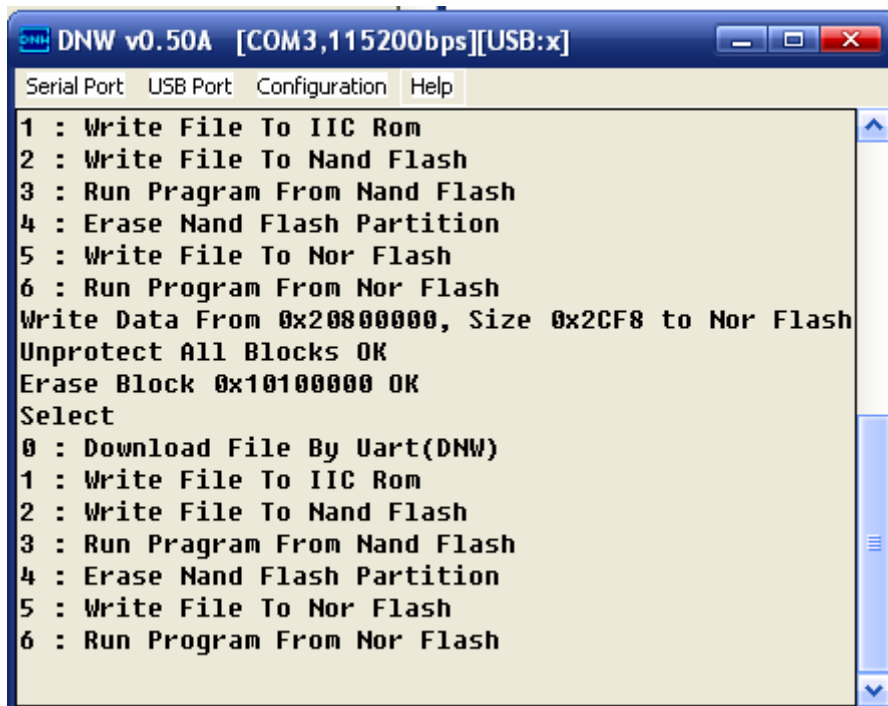 DNW DNW v0.50A [COM3,115200bps][USB:x]
Serial Port USB Port Configuration Help
1 : Write File To IIC Rom
2 : Write File To Nand Flash
3 : Run Pragram From Nand Flash
4 : Erase Nand Flash Partition
5 : Write File To Nor Flash
6 : Run Program From Nor Flash
Write Data From 0x20800000, Size 0x2CF8 to Nor Flash
Unprotect All Blocks OK
Erase Block 0x10100000 OK
Select
0 : Download File By Uart(DNW)
1 : Write File To IIC Rom
2 : Write File To Nand Flash
3 : Run Pragram From Nand Flash
4 : Erase Nand Flash Partition
5 : Write File To Nor Flash
6 : Run Program From Nor Flash